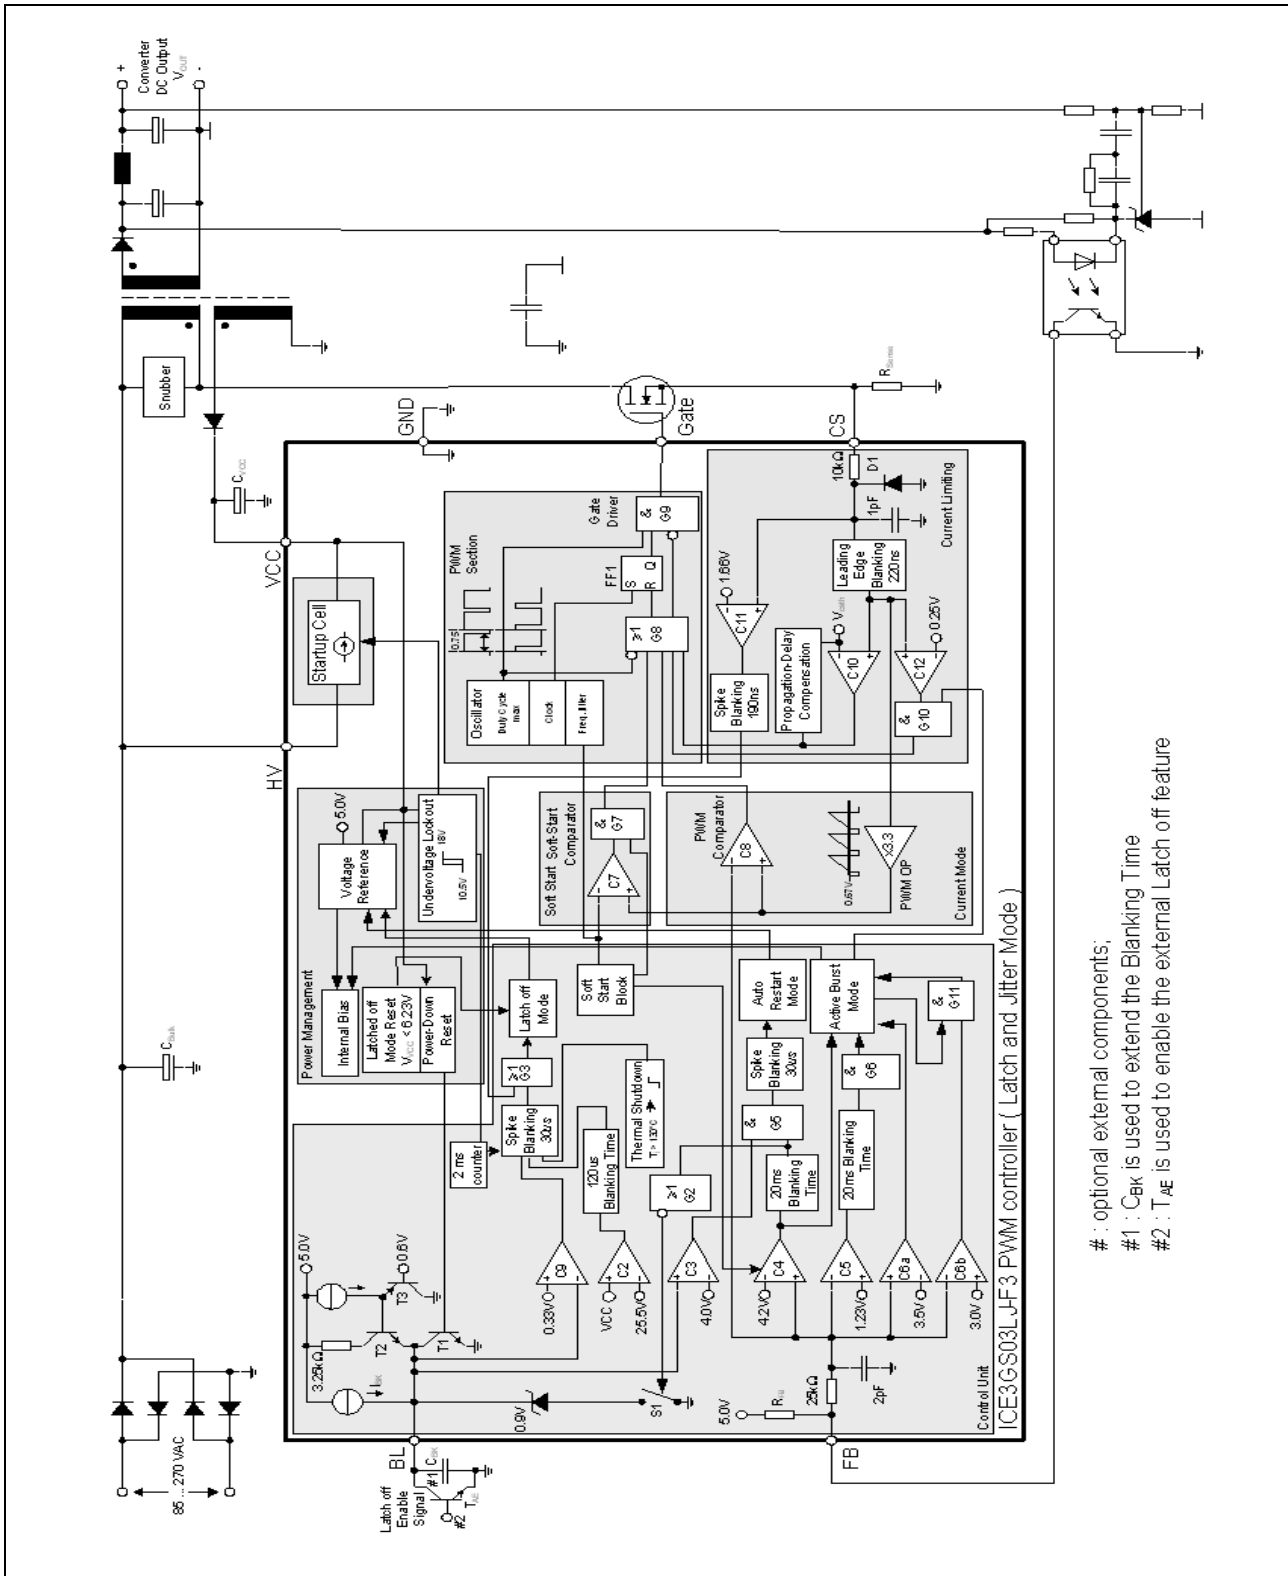 +
Converter
DC Output
Vout
-
Snubber
CVCC
GND
Gate
CS
RSense
VCC
HV
Startup Cell
CBulk
85 ... 270 VAC
Power Management
Internal Bias
Voltage
Reference
5.0V
Latched off
Mode Reset
VVCC < 6.23V
Power-Down
Reset
Undervoltage Lockout
18V
10.5V
PWM
Section
0.75
Oscillator
Duty Cycle
max
Clock
Freq. Jitter
FF1
S
R
Q
≥1
G8
&
G9
Gate
Driver
Soft Start
Soft-Start
Comparator
C7
&
G7
Soft
Start
Block
PWM
Comparator
C8
0.67V
x3.3
PWM OP
Current Mode
Current Limiting
10kΩ
D1
1pF
Leading
Edge
Blanking
220ns
1.66V
C11
Spike
Blanking
190ns
Propagation-Delay
Compensation
Vcsth
C10
C12
0.25V
&
G10
2 ms
counter
Spike
Blanking
30us
≥1
G3
Latch off
Mode
120us
Blanking Time
Thermal Shutdown
Tj >130°C
Auto
Restart
Mode
Spike
Blanking
30us
&
G5
≥1
G2
20ms
Blanking
Time
20ms Blanking
Time
&
G6
Active Burst
Mode
&
G11
C9
0.33V
C2
VCC
25.5V
C3
4.0V
C4
4.2V
C5
1.23V
C6a
3.5V
C6b
3.0V
5.0V
3.25kΩ
IBK
T2
T3
0.6V
T1
0.9V
S1
5.0V
RFB
25kΩ
2pF
Control Unit
BL
FB
Latch off
Enable
Signal
#1
CBK
#2
TAE
ICE3GS03LJ-F3 PWM controller ( Latch and Jitter Mode )
# : optional external components;
#1 : CBK is used to extend the Blanking Time
#2 : TAE is used to enable the external Latch off feature